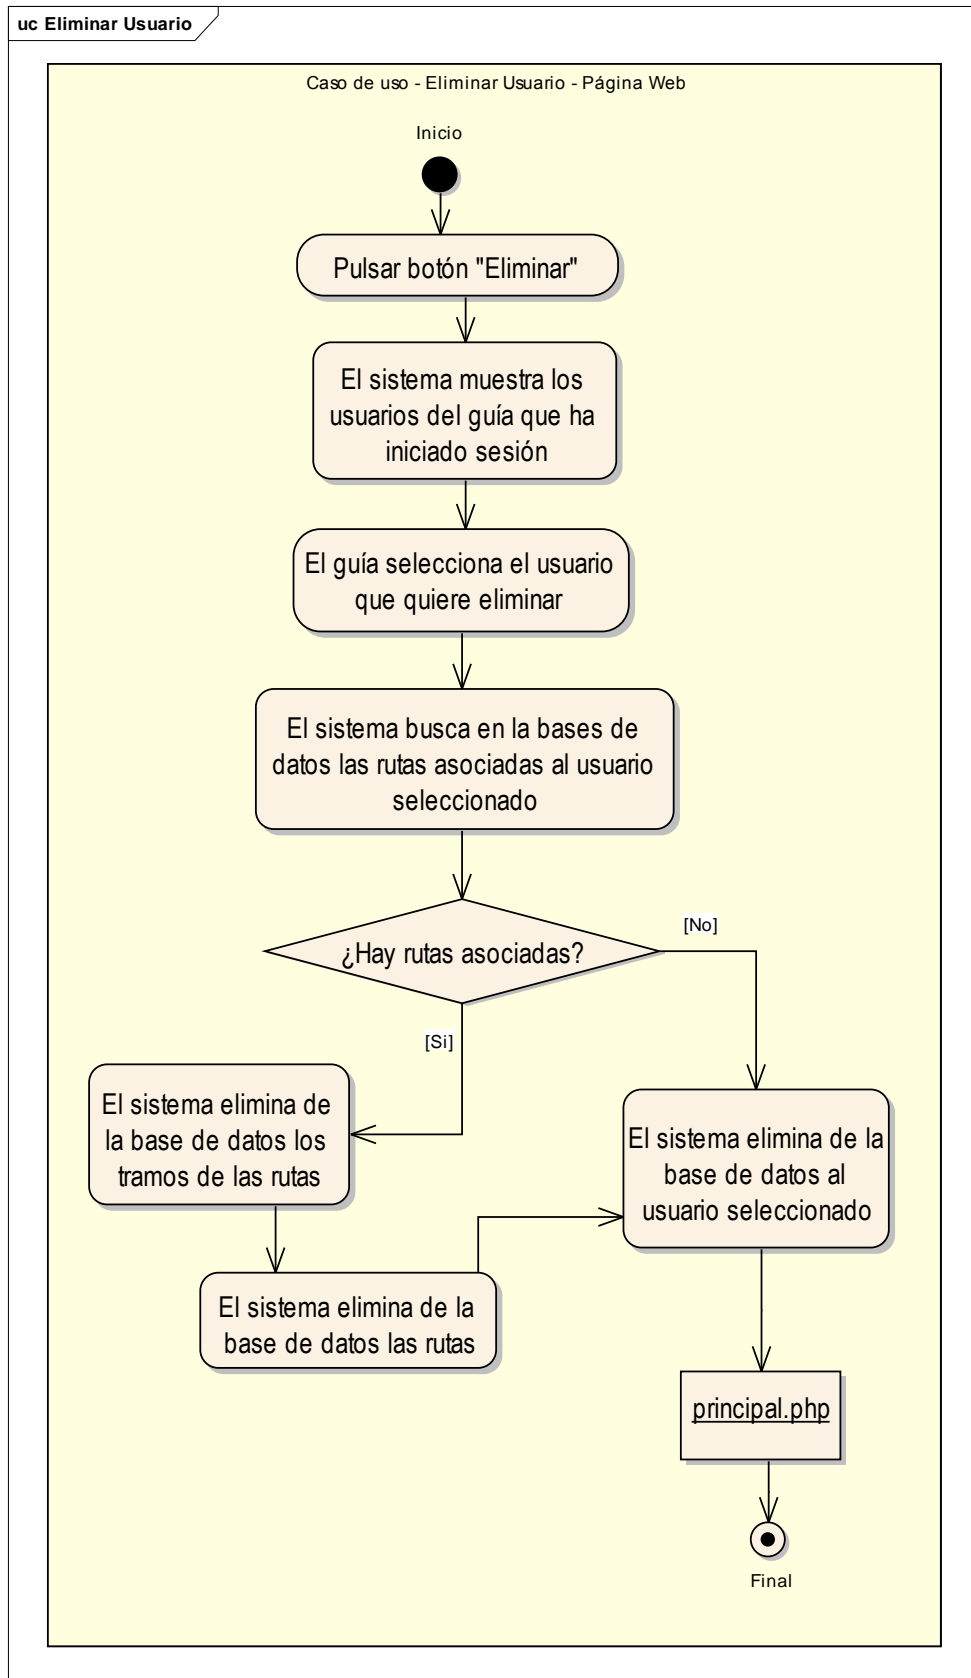 uc Eliminar Usuario
Caso de uso - Eliminar Usuario - Página Web
Inicio
Pulsar botón "Eliminar"
El sistema muestra los
usuarios del guía que ha
iniciado sesión
El guía selecciona el usuario
que quiere eliminar
El sistema busca en la bases de
datos las rutas asociadas al usuario
seleccionado
¿Hay rutas asociadas?
[No]
[Si]
El sistema elimina de
la base de datos los
tramos de las rutas
El sistema elimina de la
base de datos al
usuario seleccionado
El sistema elimina de la
base de datos las rutas
principal.php
Final